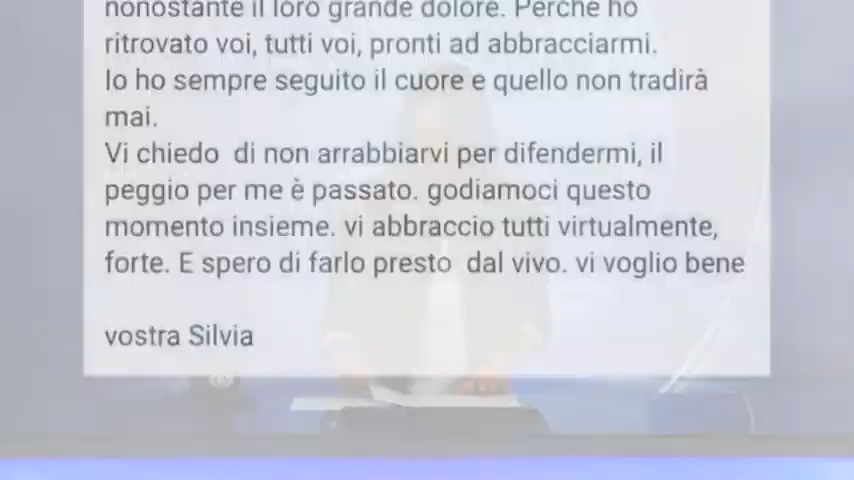 nonostante il loro grande dolore. Perché ho
ritrovato voi, tutti voi, pronti ad abbracciarmi.
Io ho sempre seguito il cuore e quello non tradirà
mai.
Vi chiedo  di non arrabbiarvi per difendermi, il
peggio per me è passato. godiamoci questo
momento insieme. vi abbraccio tutti virtualmente,
forte. E spero di farlo presto  dal vivo. vi voglio bene
vostra Silvia